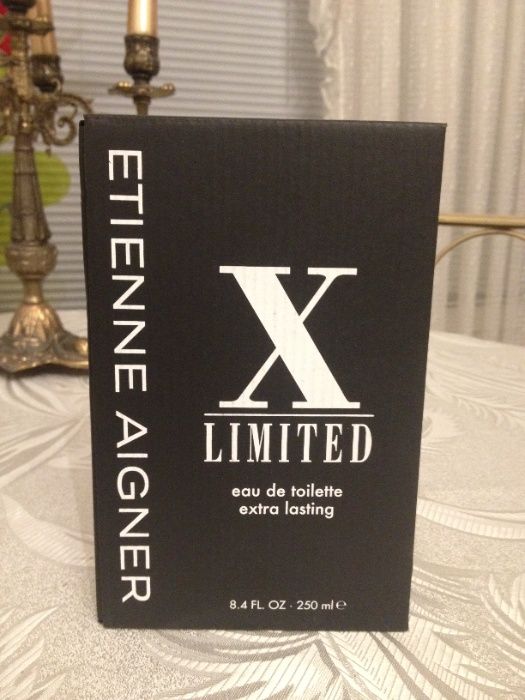 ETIENNE AIGNER
X
LIMITED
eau de toilette
extra lasting
8.4 FL. OZ · 250 ml ℮